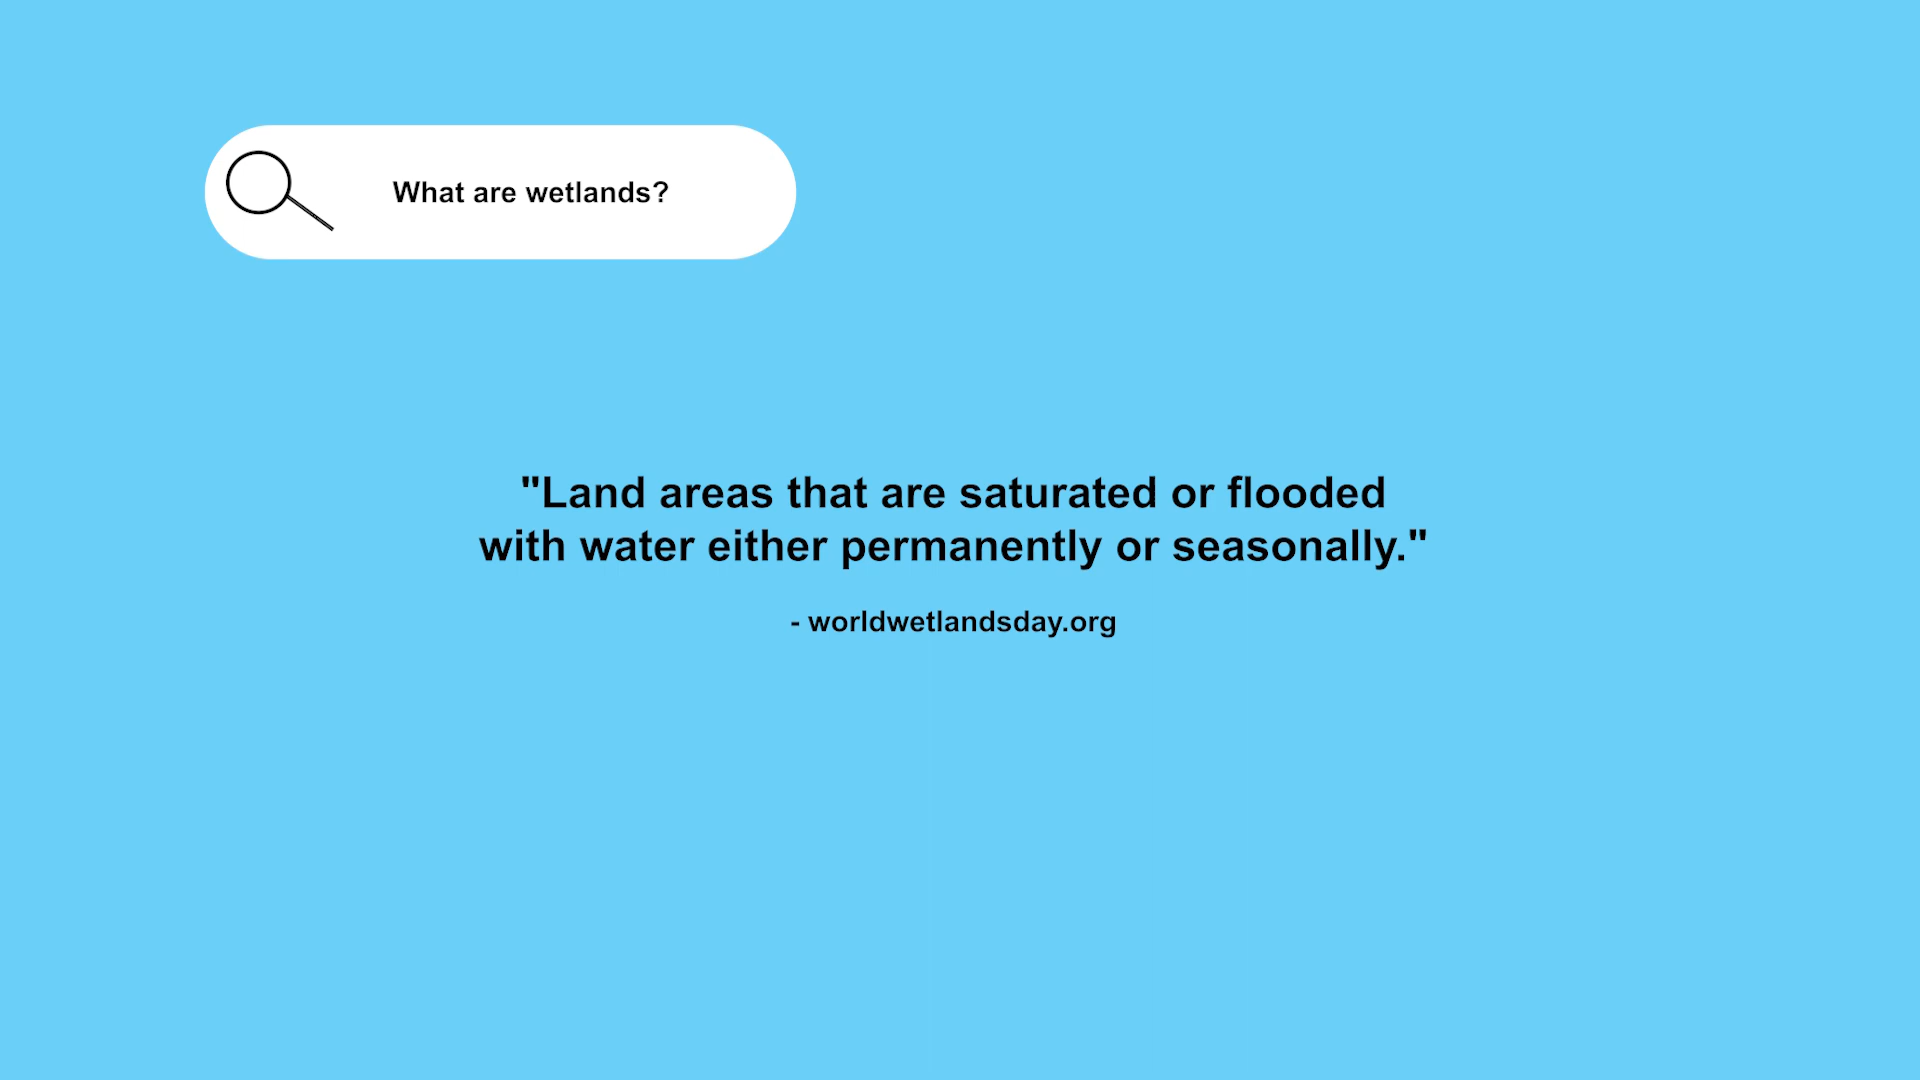 What are wetlands?
"Land areas that are saturated or flooded
with water either permanently or seasonally."
- worldwetlandsday.org